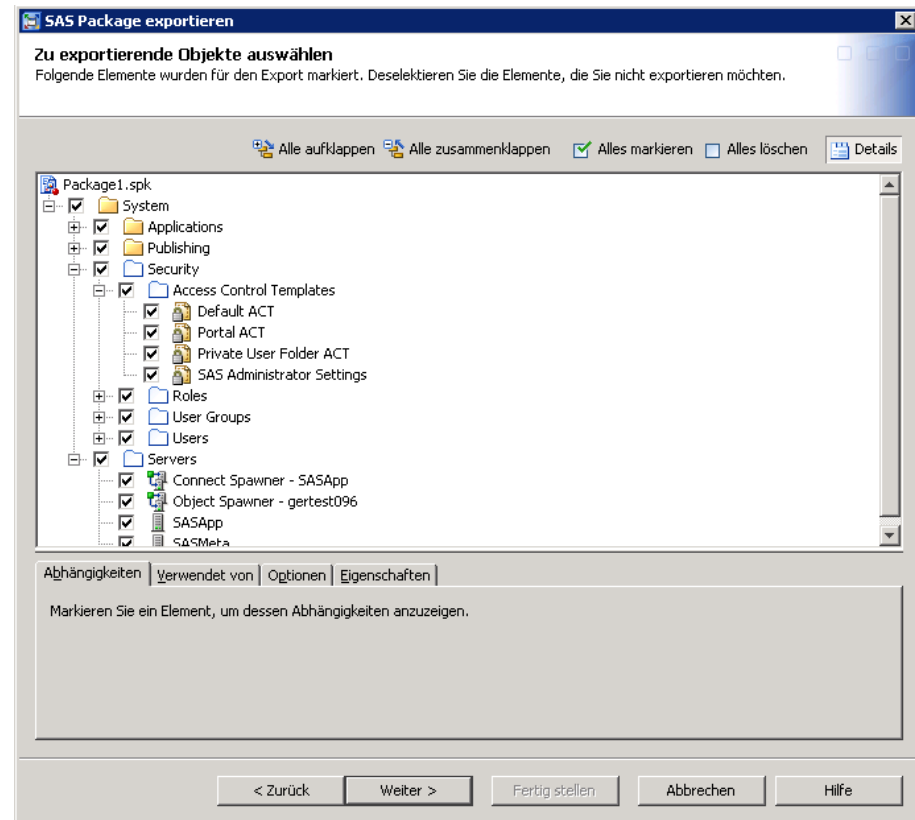 SAS Package exportieren
Zu exportierende Objekte auswählen
Folgende Elemente wurden für den Export markiert. Deselektieren Sie die Elemente, die Sie nicht exportieren möchten.
Alle aufklappen Alle zusammenklappen Alles markieren Alles löschen Details
Package1.spk
System
Applications
Publishing
Security
Access Control Templates
Default ACT
Portal ACT
Private User Folder ACT
SAS Administrator Settings
Roles
User Groups
Users
Servers
Connect Spawner - SASApp
Object Spawner - gertest096
SASApp
SASMeta
Abhängigkeiten Verwendet von Optionen Eigenschaften
Markieren Sie ein Element, um dessen Abhängigkeiten anzuzeigen.
< Zurück Weiter > Fertig stellen Abbrechen Hilfe